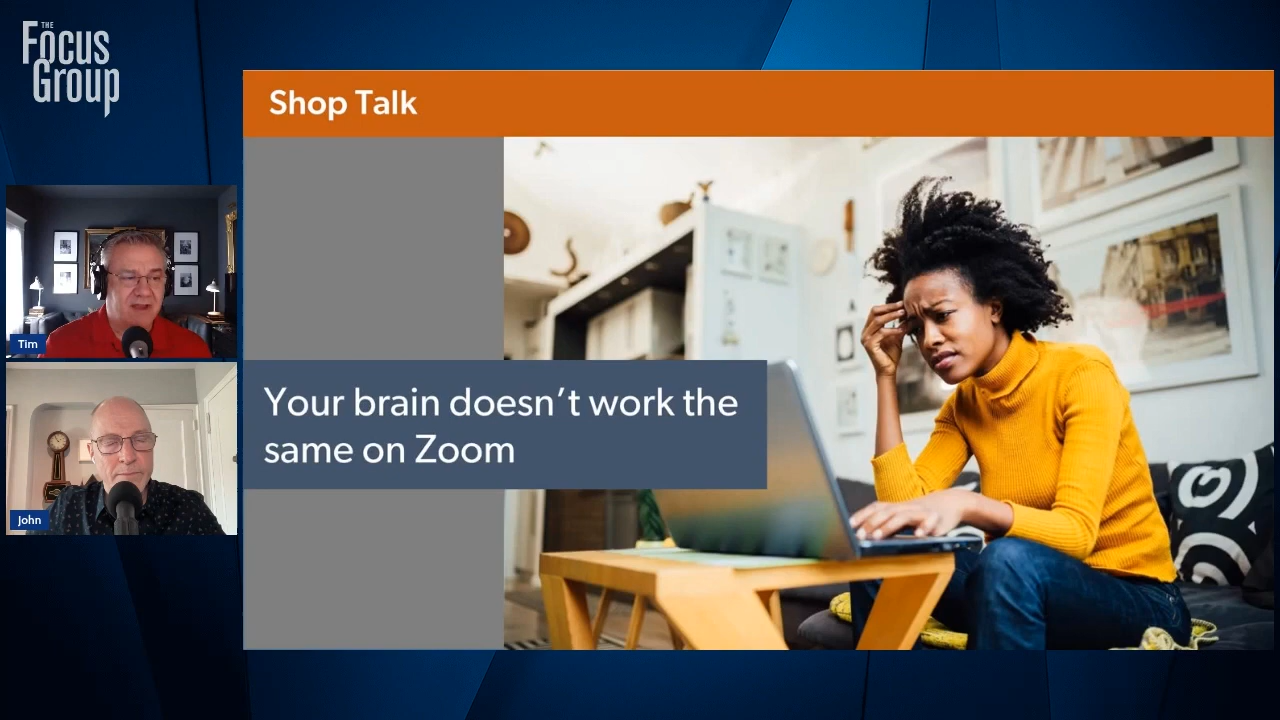 THE
Focus
Group
Shop Talk
Tim
Your brain doesn't work the
same on Zoom
John